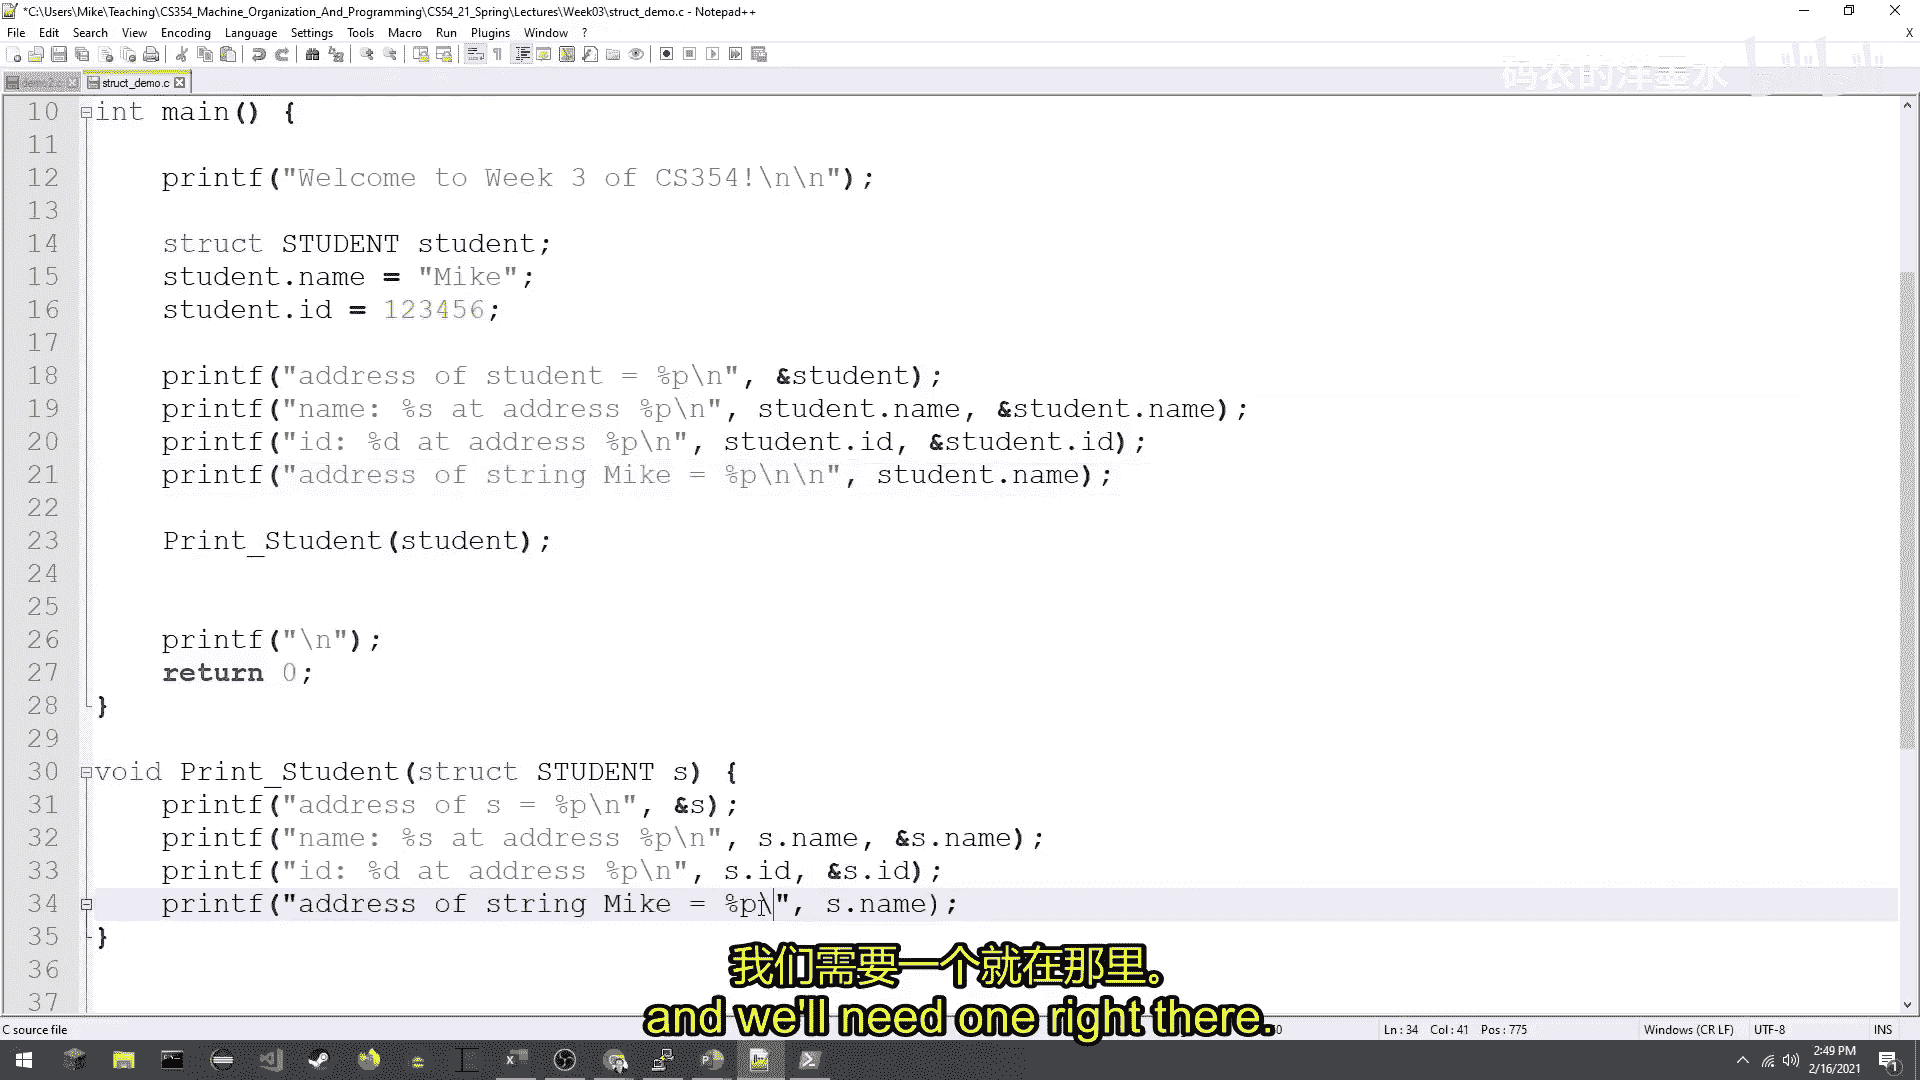 *C:\Users\Mike\Teaching\CS354_Machine_Organization_And_Programming\CS54_21_Spring\Lectures\Week03\struct_demo.c - Notepad++
File Edit Search View Encoding Language Settings Tools Macro Run Plugins Window ? X
struct_demo.c
码农的洋墨水
10 int main() {
11
12 printf("Welcome to Week 3 of CS354!\n\n");
13
14 struct STUDENT student;
15 student.name = "Mike";
16 student.id = 123456;
17
18 printf("address of student = %p\n", &student);
19 printf("name: %s at address %p\n", student.name, &student.name);
20 printf("id: %d at address %p\n", student.id, &student.id);
21 printf("address of string Mike = %p\n\n", student.name);
22
23 Print_Student(student);
24
25
26 printf("\n");
27 return 0;
28 }
29
30 void Print_Student(struct STUDENT s) {
31 printf("address of s = %p\n", &s);
32 printf("name: %s at address %p\n", s.name, &s.name);
33 printf("id: %d at address %p\n", s.id, &s.id);
34 printf("address of string Mike = %p\", s.name);
35 }
36
37
我们需要一个就在那里。
and we'll need one right there.
C source file Ln : 34 Col : 41 Pos : 775 Windows (CR LF) UTF-8 INS
2:49 PM
2/16/2021